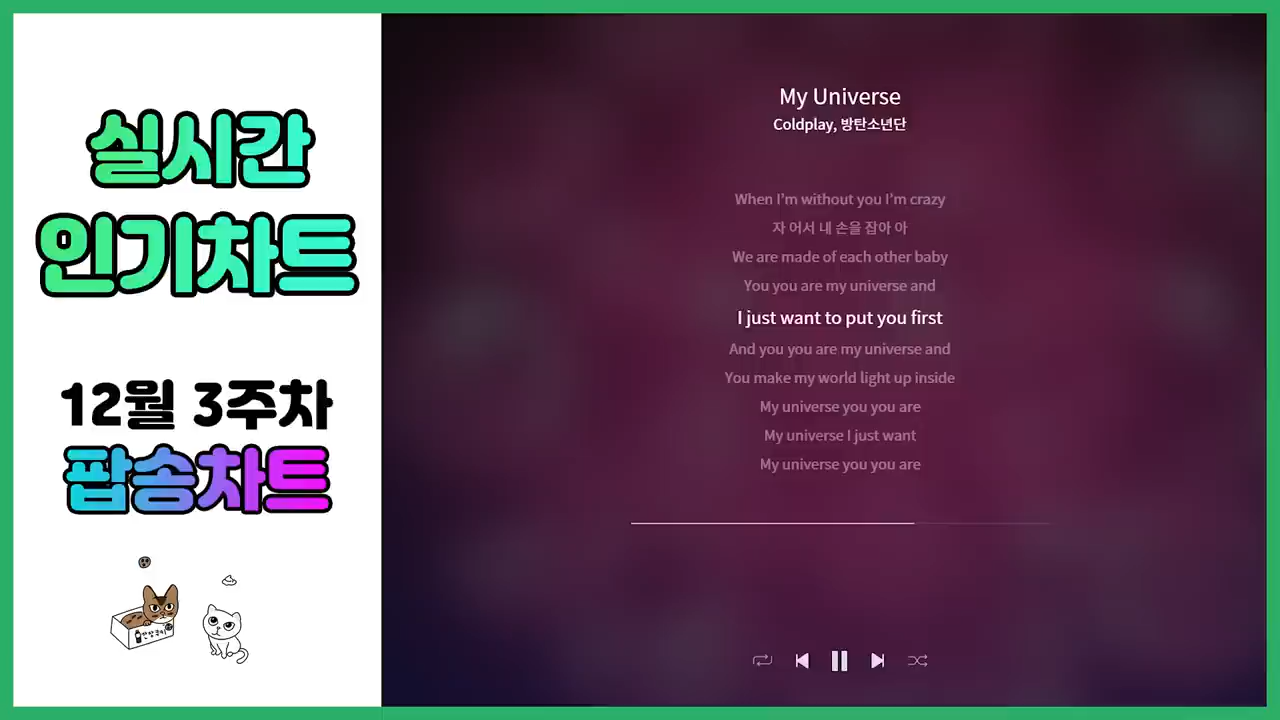 실시간
인기차트
12월 3주차
팝송차트
My Universe
Coldplay, 방탄소년단
When I'm without you I'm crazy
자 어서 내 손을 잡아 아
We are made of each other baby
You you are my universe and
I just want to put you first
And you you are my universe and
You make my world light up inside
My universe you you are
My universe I just want
My universe you you are